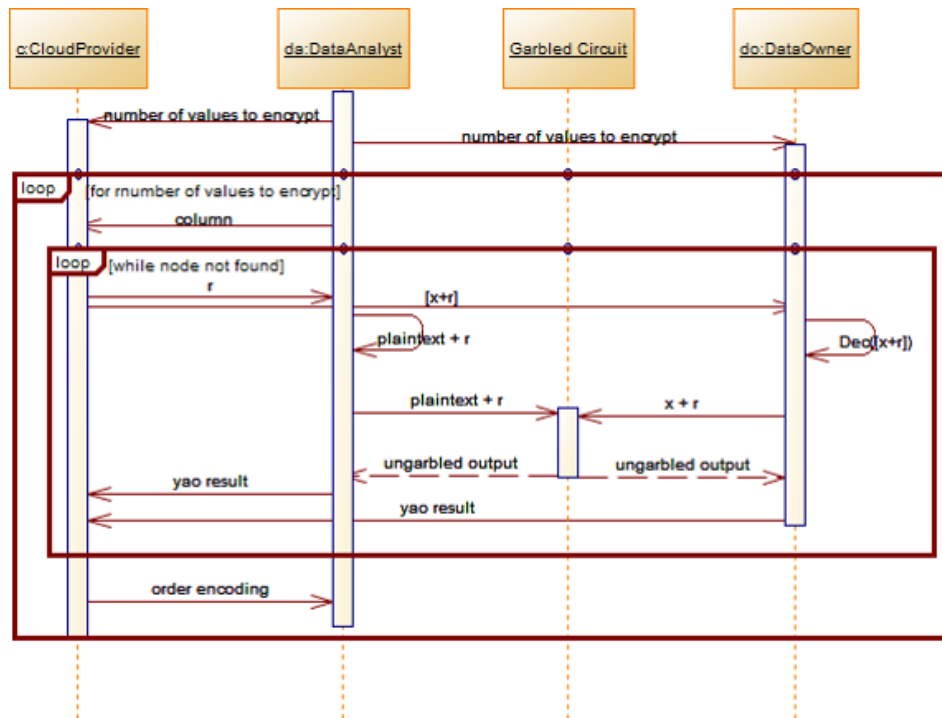 c:CloudProvider
da:DataAnalyst
Garbled Circuit
do:DataOwner
number of values to encrypt
number of values to encrypt
loop
[for rnumber of values to encrypt]
column
loop
[while node not found]
r
[x+r]
plaintext + r
Dec([x+r])
plaintext + r
x + r
ungarbled output
ungarbled output
yao result
yao result
order encoding